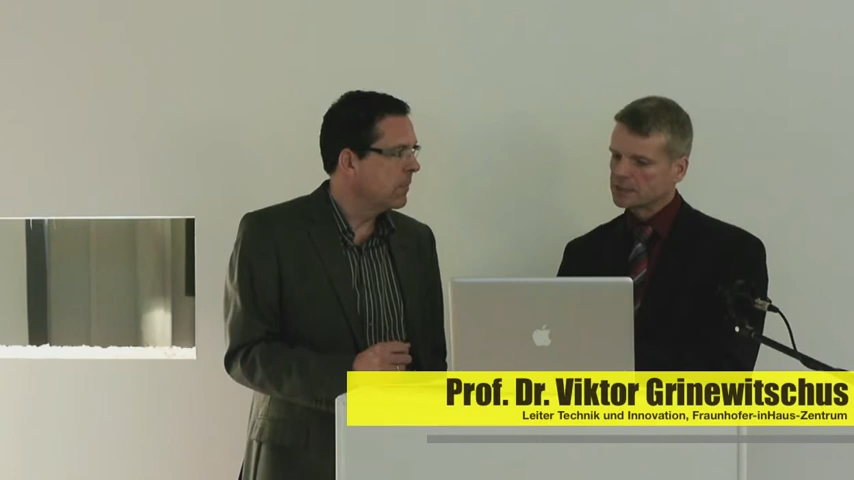 Prof. Dr. Viktor Grinewitschus
Leiter Technik und Innovation, Fraunhofer-inHaus-Zentrum